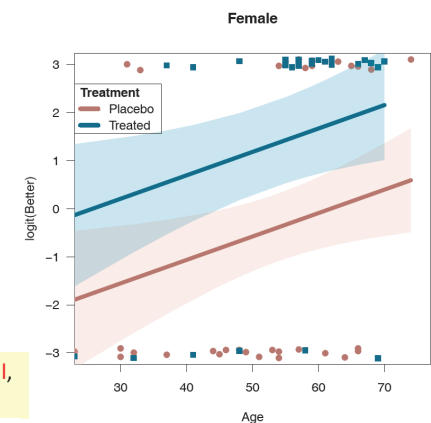 Female
Treatment
Placebo
Treated
logit(Better)
3
2
1
0
−1
−2
−3
30
40
50
60
70
Age
l,